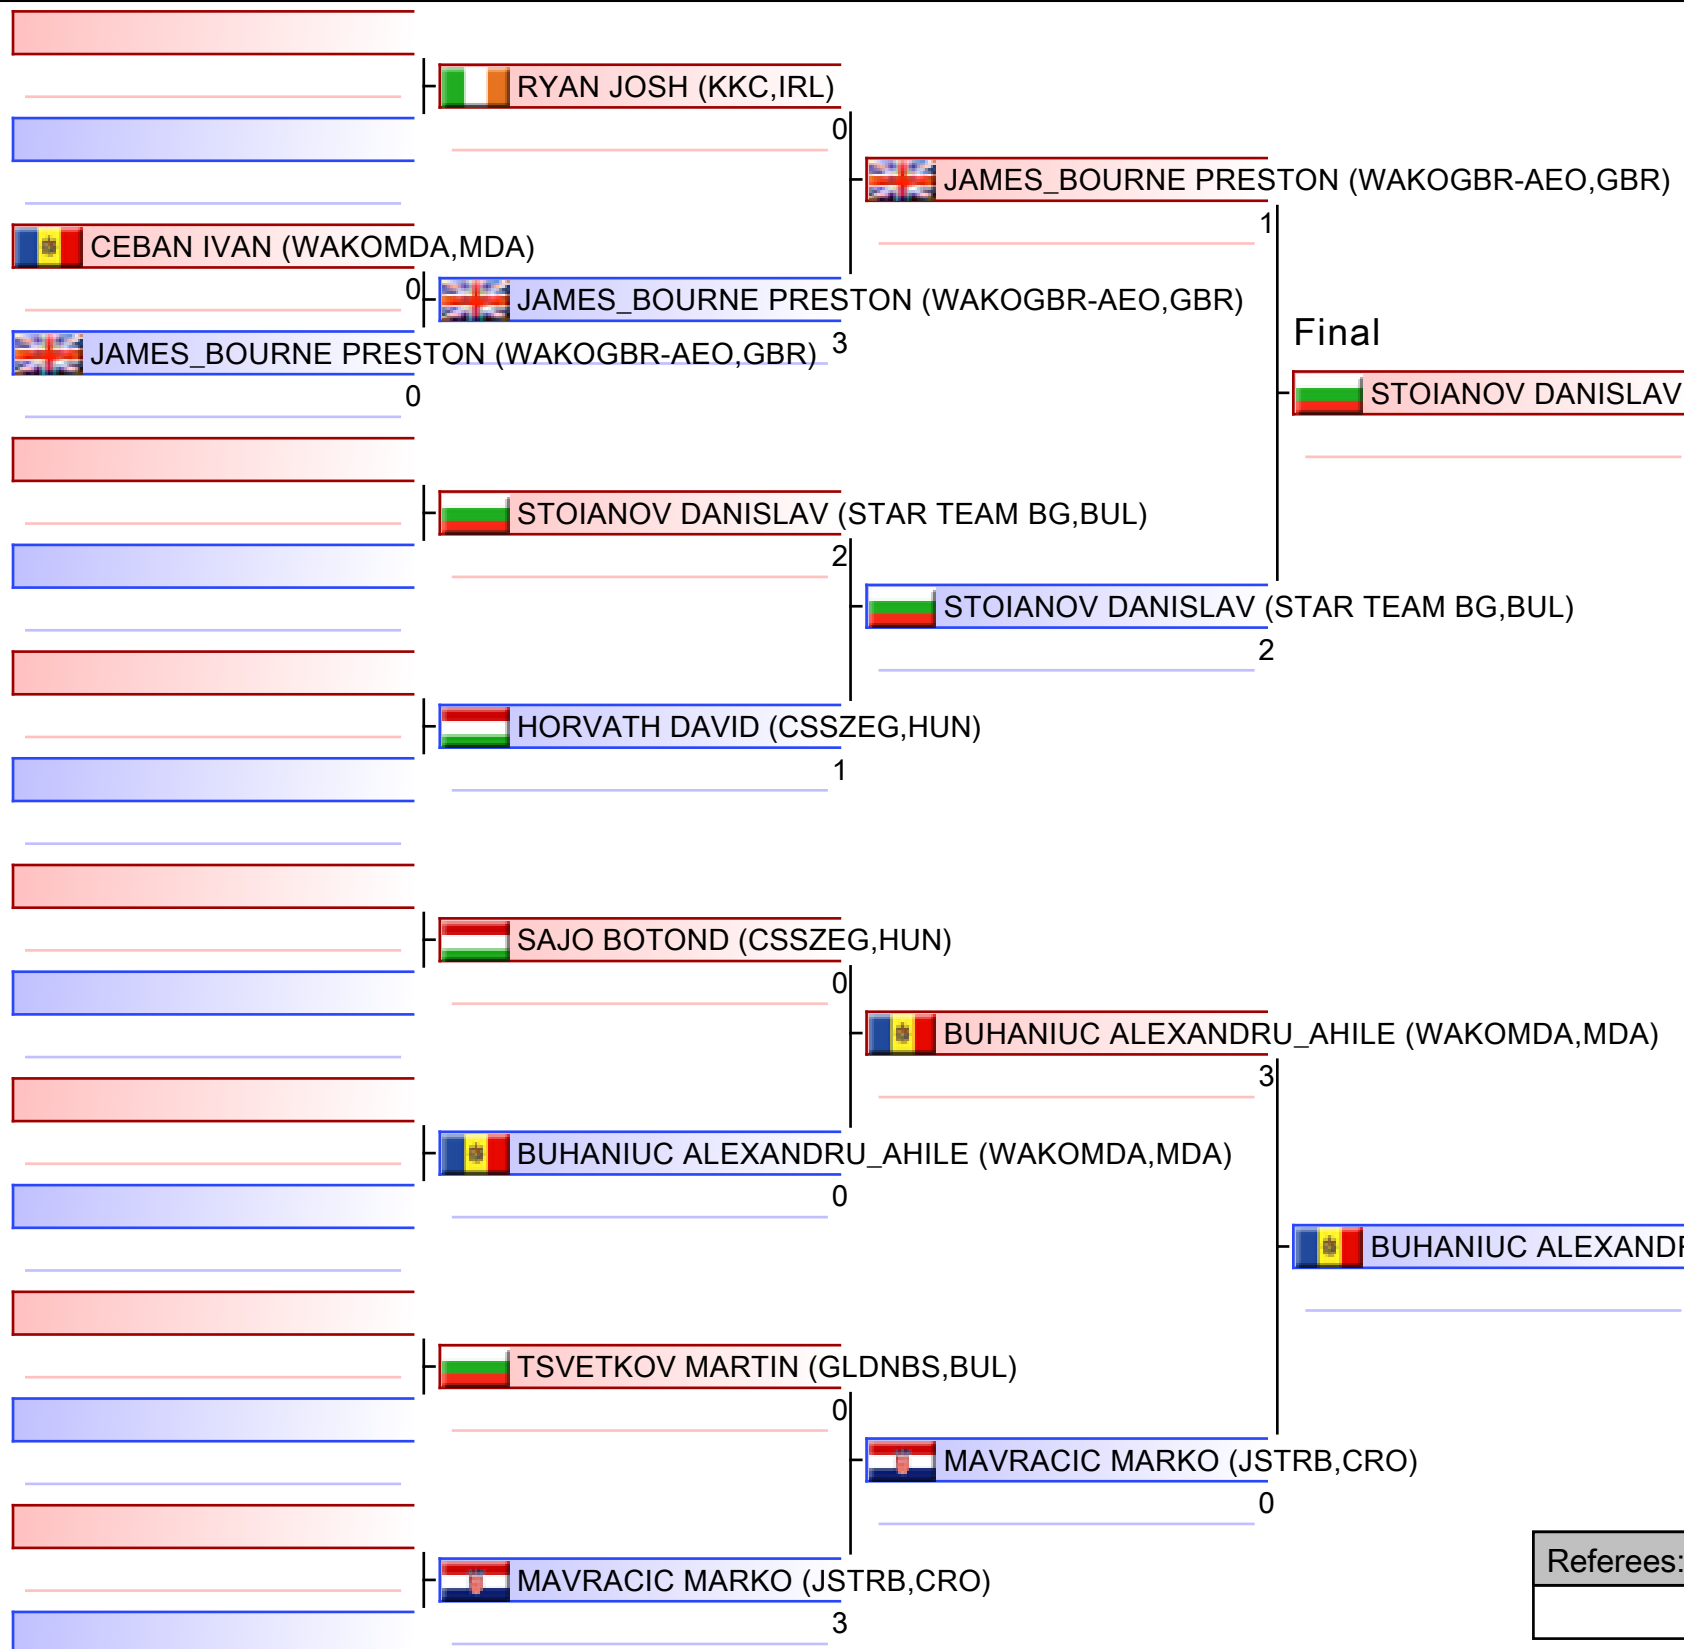 RYAN JOSH (KKC,IRL)
0
JAMES_BOURNE PRESTON (WAKOGBR-AEO,GBR)
1
CEBAN IVAN (WAKOMDA,MDA)
0
JAMES_BOURNE PRESTON (WAKOGBR-AEO,GBR)
3
JAMES_BOURNE PRESTON (WAKOGBR-AEO,GBR)
0
Final
STOIANOV DANISLAV
STOIANOV DANISLAV (STAR TEAM BG,BUL)
2
STOIANOV DANISLAV (STAR TEAM BG,BUL)
2
HORVATH DAVID (CSSZEG,HUN)
1
SAJO BOTOND (CSSZEG,HUN)
0
BUHANIUC ALEXANDRU_AHILE (WAKOMDA,MDA)
3
BUHANIUC ALEXANDRU_AHILE (WAKOMDA,MDA)
0
BUHANIUC ALEXANDR
TSVETKOV MARTIN (GLDNBS,BUL)
0
MAVRACIC MARKO (JSTRB,CRO)
0
MAVRACIC MARKO (JSTRB,CRO)
3
Referees: